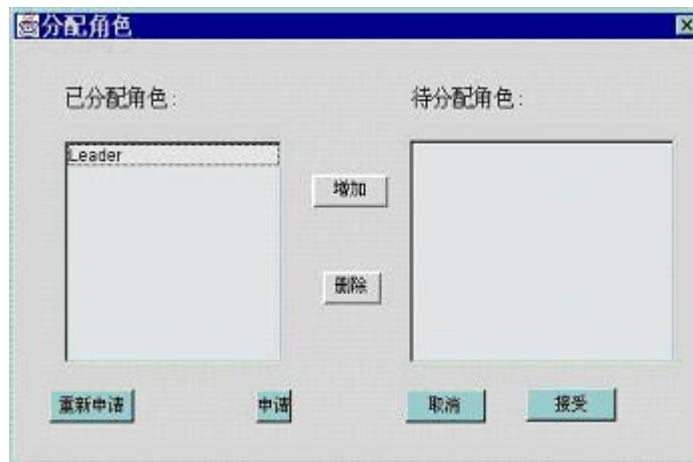 分配角色
已分配角色:
待分配角色:
Leader
增加
删除
重新申请
申请
取消
接受